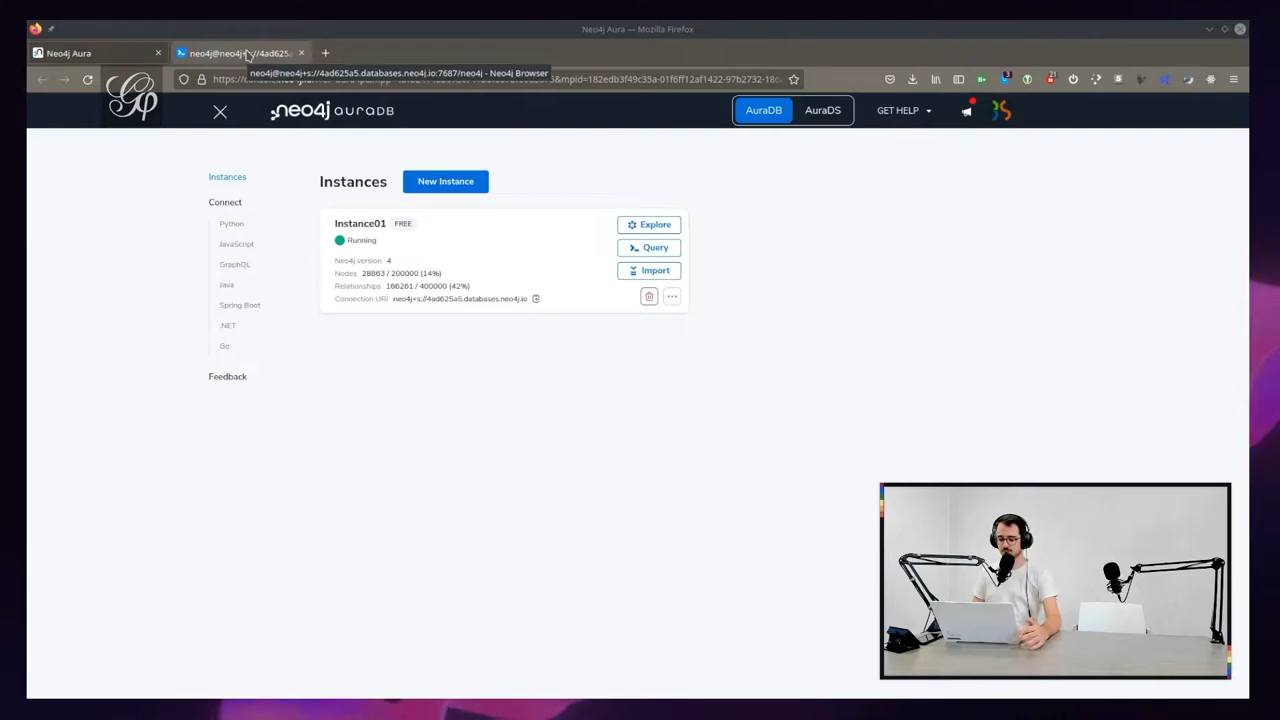 Neo4j Aura — Mozilla Firefox
Neo4j Aura
neo4j@neo4j+s://4ad625a5.
neo4j@neo4j+s://4ad625a5.databases.neo4j.io:7687/neo4j - Neo4j Browser
neo4j auraDB
AuraDB
AuraDS
GET HELP
Instances
Connect
Python
JavaScript
GraphQL
Java
Spring Boot
.NET
Go
Feedback
Instances
New Instance
Instance01 FREE
Running
Neo4j version 4
Nodes 28863 / 200000 (14%)
Relationships 166261 / 400000 (42%)
Connection URI neo4j+s://4ad625a5.databases.neo4j.io
Explore
Query
Import